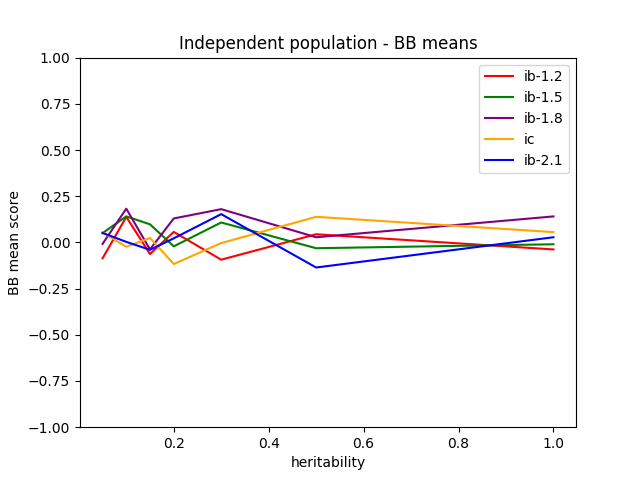 Independent population - BB means
1.00
0.75
0.50
0.25
0.00
−0.25
−0.50
−0.75
−1.00
BB mean score
ib-1.2
ib-1.5
ib-1.8
ic
ib-2.1
0.2
0.4
0.6
0.8
1.0
heritability